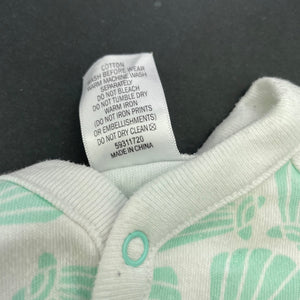 COTTON
WASH BEFORE WEAR
WARM MACHINE WASH
SEPARATELY
DO NOT BLEACH
DO NOT TUMBLE DRY
WARM IRON
(DO NOT IRON PRINTS
OR EMBELLISHMENTS)
DO NOT DRY CLEAN
59311720
MADE IN CHINA